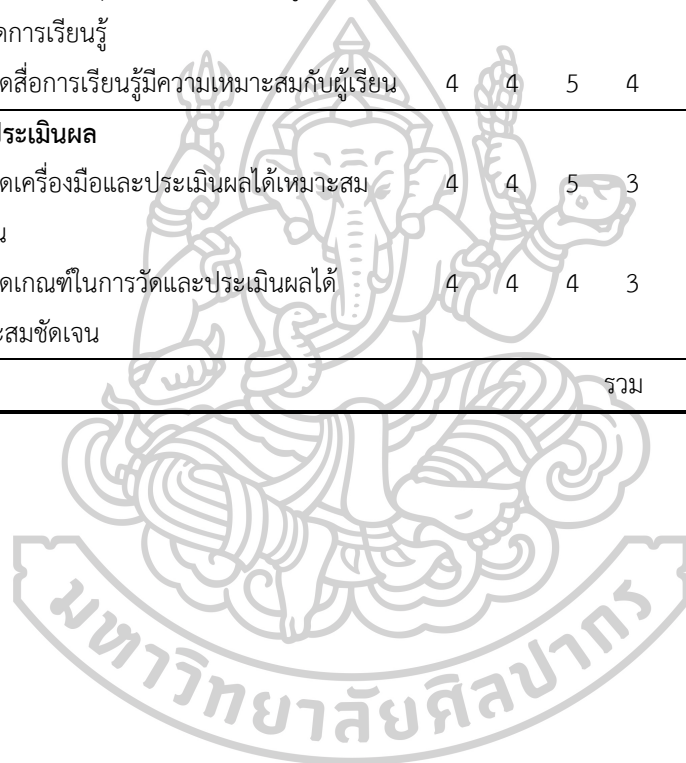 ดการเรียนรู้
ดสื่อการเรียนรู้มีความเหมาะสมกับผู้เรียน 4 4 5 4
ประเมินผล
ดเครื่องมือและประเมินผลได้เหมาะสม 4 4 5 3
น
ดเกณฑ์ในการวัดและประเมินผลได้ 4 4 4 3
ะสมชัดเจน
รวม
มหาวิทยาลัยศิลปากร